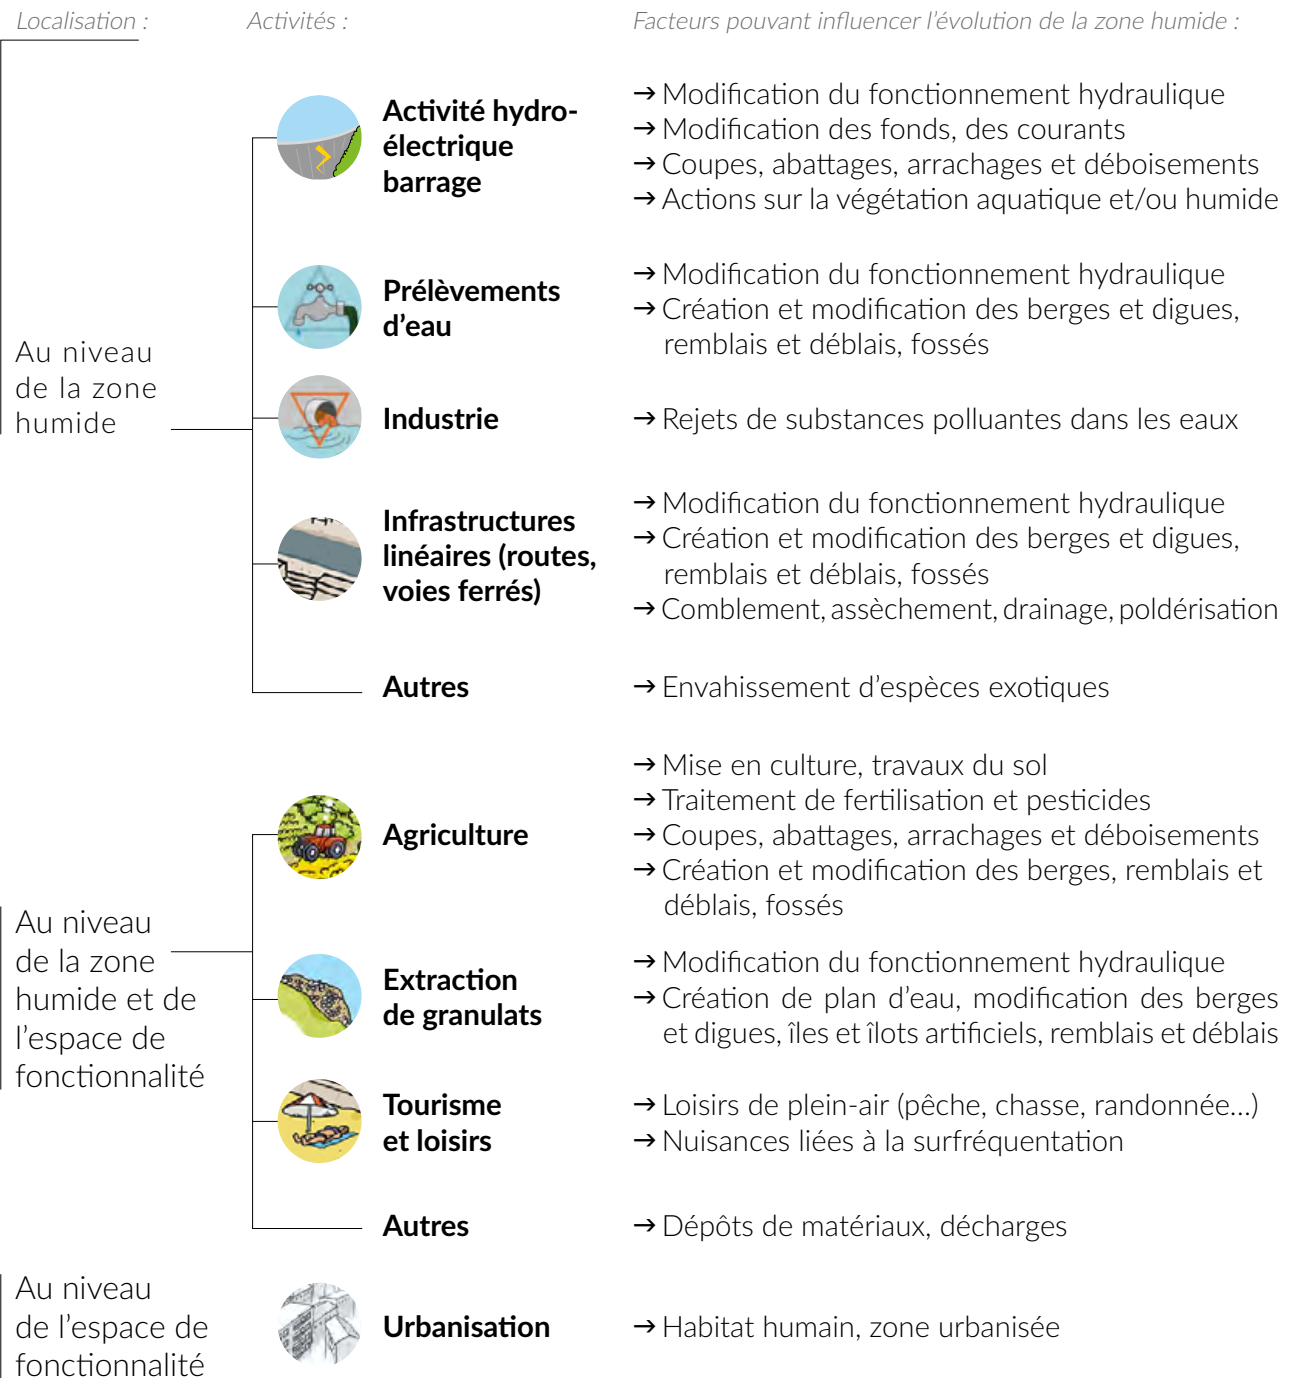 Localisation : Activités : Facteurs pouvant influencer l’évolution de la zone humide :
Au niveau
de la zone
humide
Activité hydro-
électrique
barrage
→ Modification du fonctionnement hydraulique
→ Modification des fonds, des courants
→ Coupes, abattages, arrachages et déboisements
→ Actions sur la végétation aquatique et/ou humide
Prélèvements
d’eau
→ Modification du fonctionnement hydraulique
→ Création et modification des berges et digues,
remblais et déblais, fossés
Industrie
→ Rejets de substances polluantes dans les eaux
Infrastructures
linéaires (routes,
voies ferrés)
→ Modification du fonctionnement hydraulique
→ Création et modification des berges et digues,
remblais et déblais, fossés
→ Comblement, assèchement, drainage, poldérisation
Autres
→ Envahissement d’espèces exotiques
Au niveau
de la zone
humide et de
l’espace de
fonctionnalité
Agriculture
→ Mise en culture, travaux du sol
→ Traitement de fertilisation et pesticides
→ Coupes, abattages, arrachages et déboisements
→ Création et modification des berges, remblais et
déblais, fossés
Extraction
de granulats
→ Modification du fonctionnement hydraulique
→ Création de plan d’eau, modification des berges
et digues, îles et îlots artificiels, remblais et déblais
Tourisme
et loisirs
→ Loisirs de plein-air (pêche, chasse, randonnée...)
→ Nuisances liées à la surfréquentation
Autres
→ Dépôts de matériaux, décharges
Au niveau
de l’espace de
fonctionnalité
Urbanisation
→ Habitat humain, zone urbanisée